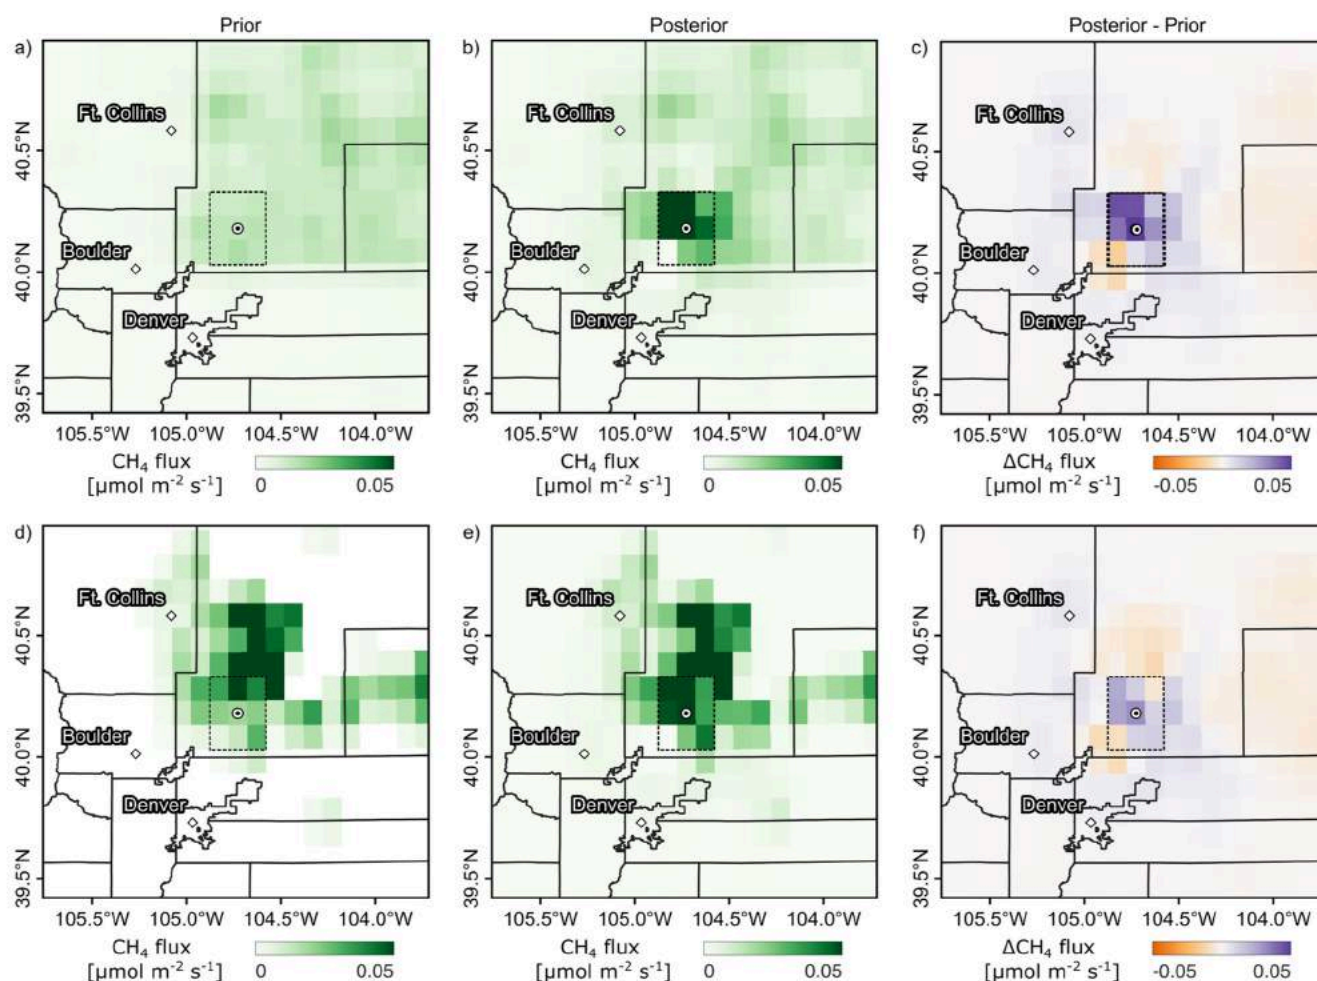 Prior
Posterior
Posterior - Prior
a)
b)
c)
Ft. Collins
Ft. Collins
Ft. Collins
40.5°N
40.5°N
40.5°N
Boulder
Boulder
Boulder
40.0°N
40.0°N
40.0°N
Denver
Denver
Denver
39.5°N
39.5°N
39.5°N
105.5°W 105.0°W 104.5°W 104.0°W
105.5°W 105.0°W 104.5°W 104.0°W
105.5°W 105.0°W 104.5°W 104.0°W
CH₄ flux
[μmol m⁻² s⁻¹]
0 0.05
CH₄ flux
[μmol m⁻² s⁻¹]
0 0.05
ΔCH₄ flux
[μmol m⁻² s⁻¹]
-0.05 0.05
d)
e)
f)
Ft. Collins
Ft. Collins
Ft. Collins
40.5°N
40.5°N
40.5°N
Boulder
Boulder
Boulder
40.0°N
40.0°N
40.0°N
Denver
Denver
Denver
39.5°N
39.5°N
39.5°N
105.5°W 105.0°W 104.5°W 104.0°W
105.5°W 105.0°W 104.5°W 104.0°W
105.5°W 105.0°W 104.5°W 104.0°W
CH₄ flux
[μmol m⁻² s⁻¹]
0 0.05
CH₄ flux
[μmol m⁻² s⁻¹]
0 0.05
ΔCH₄ flux
[μmol m⁻² s⁻¹]
-0.05 0.05